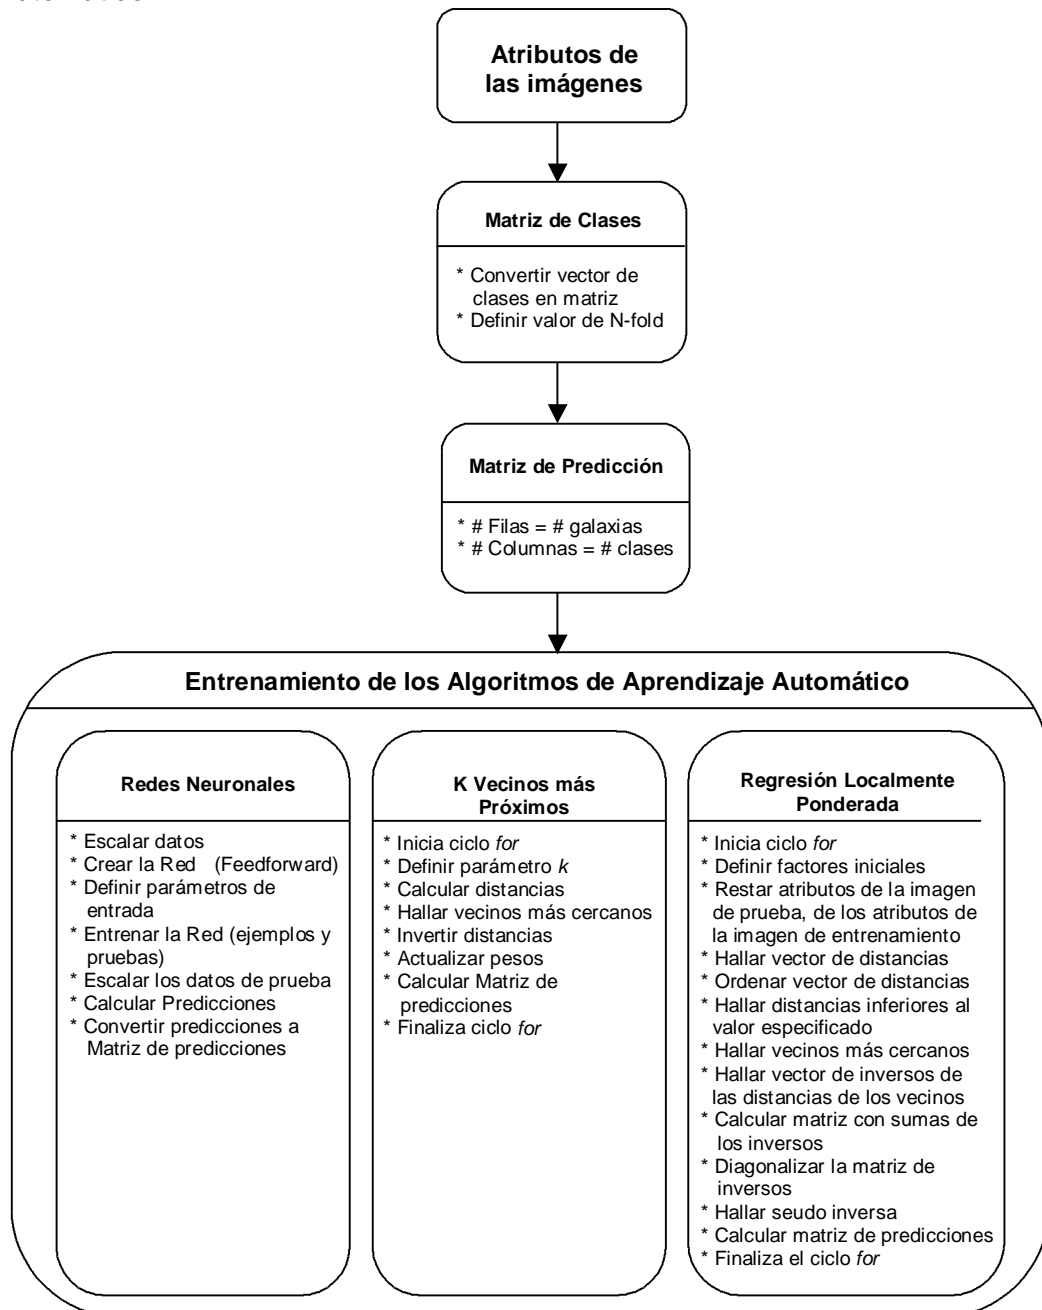 Atributos de
las imágenes
Matriz de Clases
* Convertir vector de
clases en matriz
* Definir valor de N-fold
Matriz de Predicción
* # Filas = # galaxias
* # Columnas = # clases
Entrenamiento de los Algoritmos de Aprendizaje Automático
Redes Neuronales
* Escalar datos
* Crear la Red (Feedforward)
* Definir parámetros de
entrada
* Entrenar la Red (ejemplos y
pruebas)
* Escalar los datos de prueba
* Calcular Predicciones
* Convertir predicciones a
Matriz de predicciones
K Vecinos más
Próximos
* Inicia ciclo for
* Definir parámetro k
* Calcular distancias
* Hallar vecinos más cercanos
* Invertir distancias
* Actualizar pesos
* Calcular Matriz de
predicciones
* Finaliza ciclo for
Regresión Localmente
Ponderada
* Inicia ciclo for
* Definir factores iniciales
* Restar atributos de la imagen
de prueba, de los atributos de
la imagen de entrenamiento
* Hallar vector de distancias
* Ordenar vector de distancias
* Hallar distancias inferiores al
valor especificado
* Hallar vecinos más cercanos
* Hallar vector de inversos de
las distancias de los vecinos
* Calcular matriz con sumas de
los inversos
* Diagonalizar la matriz de
inversos
* Hallar seudo inversa
* Calcular matriz de predicciones
* Finaliza el ciclo for